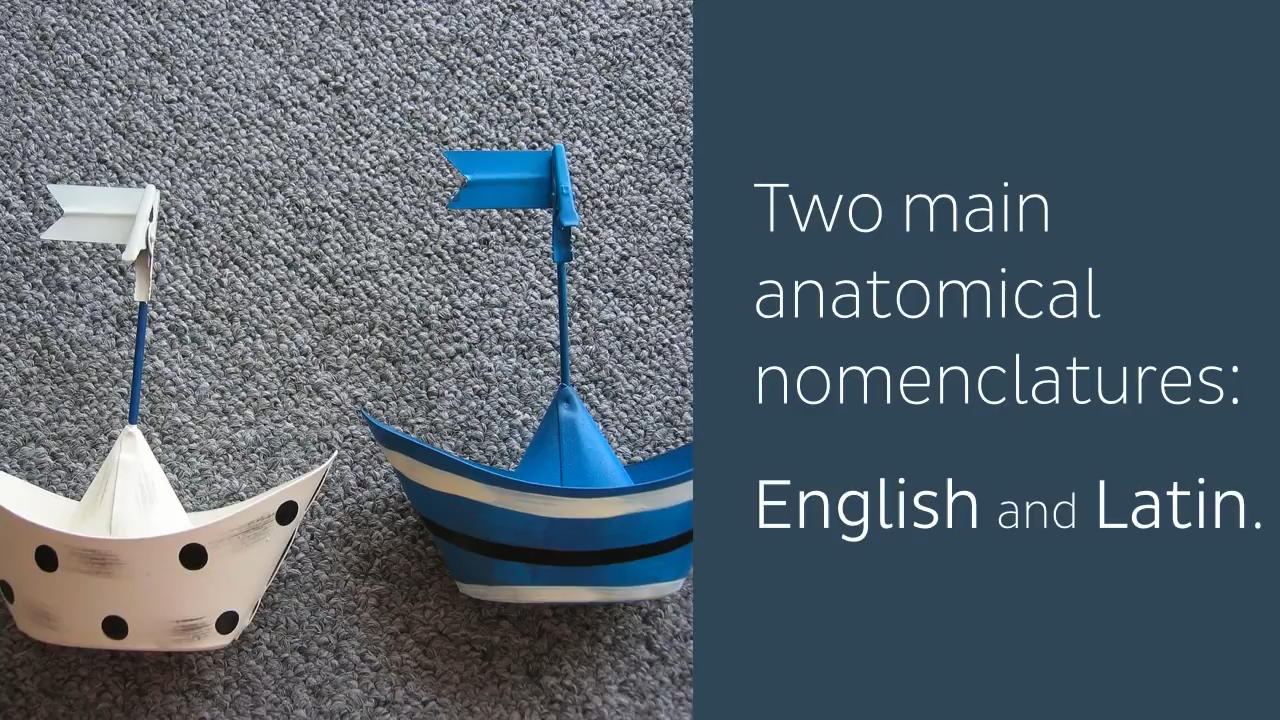 Two main
anatomical
nomenclatures:
English and Latin.